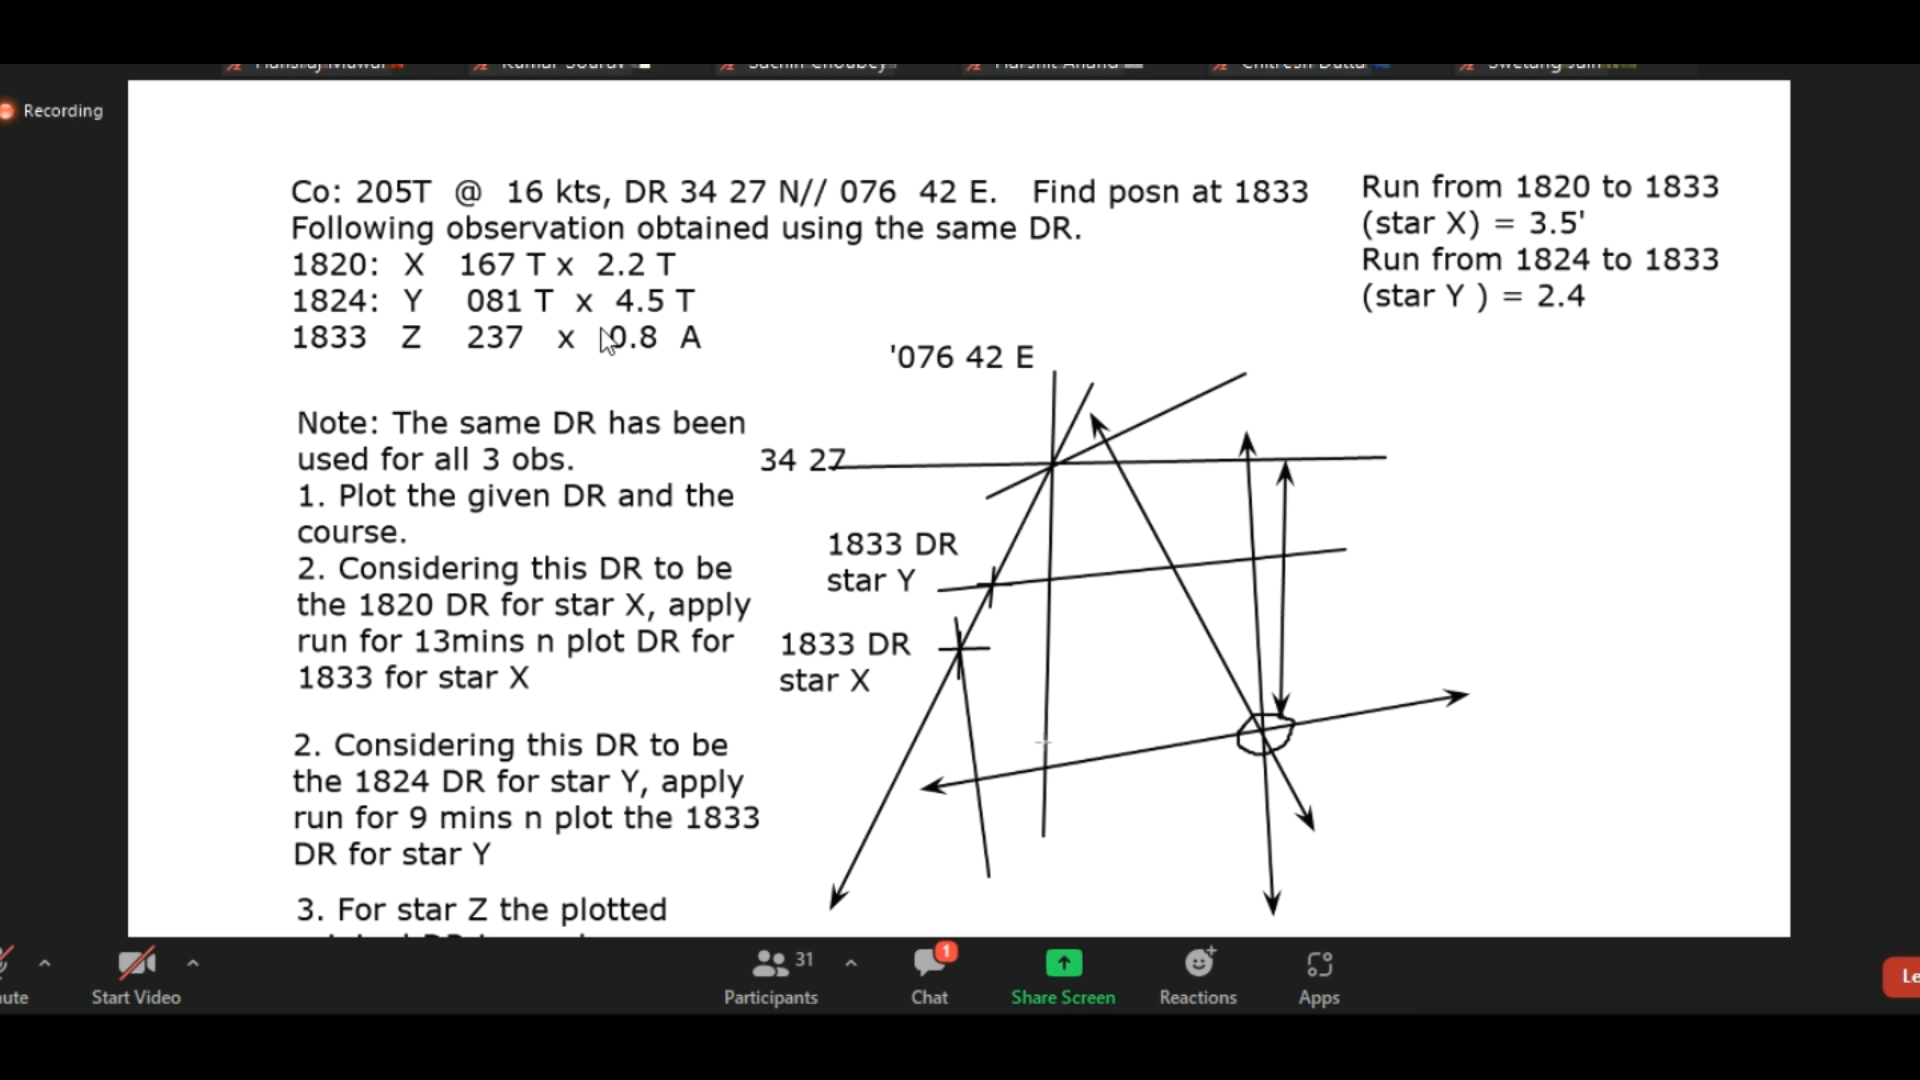 Recording
Co: 205T @ 16 kts, DR 34 27 N// 076 42 E. Find posn at 1833
Following observation obtained using the same DR.
1820: X 167 T x 2.2 T
1824: Y 081 T x 4.5 T
1833 Z 237 x 0.8 A
Run from 1820 to 1833
(star X) = 3.5'
Run from 1824 to 1833
(star Y ) = 2.4
Note: The same DR has been
used for all 3 obs.
1. Plot the given DR and the
course.
2. Considering this DR to be
the 1820 DR for star X, apply
run for 13mins n plot DR for
1833 for star X
2. Considering this DR to be
the 1824 DR for star Y, apply
run for 9 mins n plot the 1833
DR for star Y
3. For star Z the plotted
'076 42 E
34 27
1833 DR
star Y
1833 DR
star X
Start Video
Participants
31
Chat
1
Share Screen
Reactions
Apps